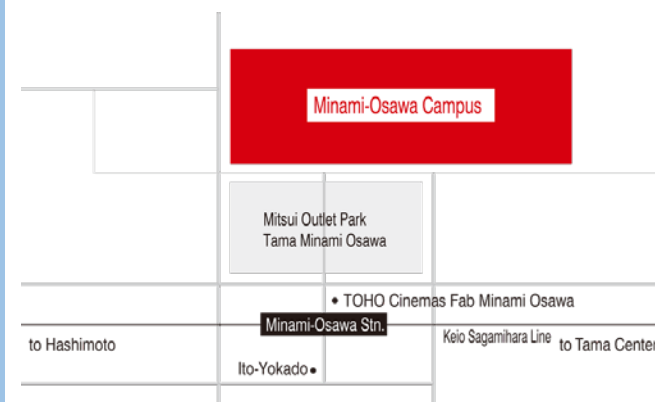 Minami-Osawa Campus
Mitsui Outlet Park
Tama Minami Osawa
TOHO Cinemas Fab Minami Osawa
Minami-Osawa Stn.
to Hashimoto
Keio Sagamihara Line
to Tama Center
Ito-Yokado